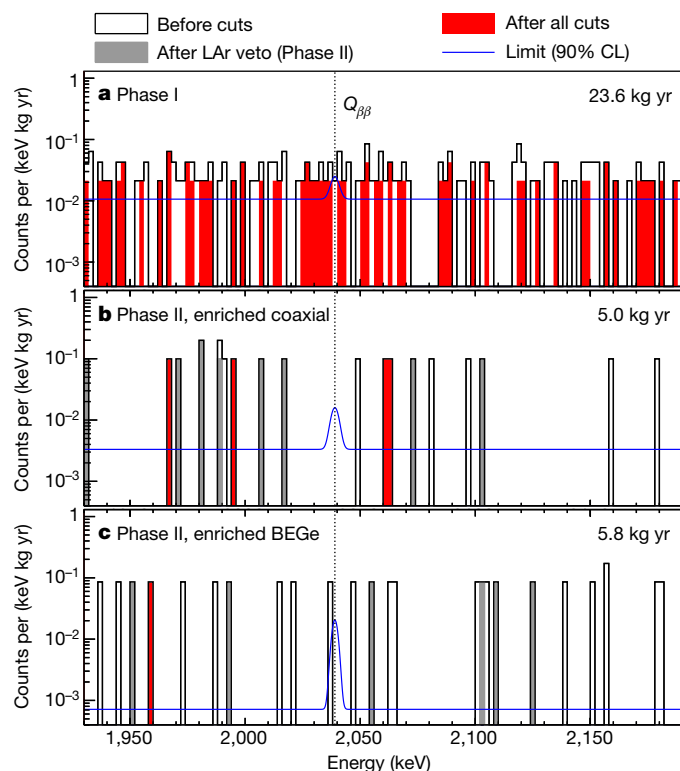 Before cuts
After all cuts
After LAr veto (Phase II)
Limit (90% CL)
a Phase I
Q_ββ
23.6 kg yr
Counts per (keV kg yr)
1
10⁻¹
10⁻²
10⁻³
b Phase II, enriched coaxial
5.0 kg yr
Counts per (keV kg yr)
1
10⁻¹
10⁻²
10⁻³
c Phase II, enriched BEGe
5.8 kg yr
Counts per (keV kg yr)
1
10⁻¹
10⁻²
10⁻³
1,950 2,000 2,050 2,100 2,150
Energy (keV)